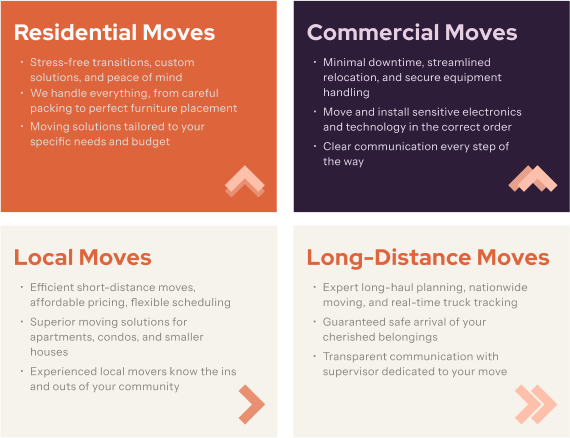 Residential Moves
• Stress-free transitions, custom
solutions, and peace of mind
• We handle everything, from careful
packing to perfect furniture placement
• Moving solutions tailored to your
specific needs and budget
Commercial Moves
• Minimal downtime, streamlined
relocation, and secure equipment
handling
• Move and install sensitive electronics
and technology in the correct order
• Clear communication every step of
the way
Local Moves
• Efficient short-distance moves,
affordable pricing, flexible scheduling
• Superior moving solutions for
apartments, condos, and smaller
houses
• Experienced local movers know the ins
and outs of your community
Long-Distance Moves
• Expert long-haul planning, nationwide
moving, and real-time truck tracking
• Guaranteed safe arrival of your
cherished belongings
• Transparent communication with
supervisor dedicated to your move